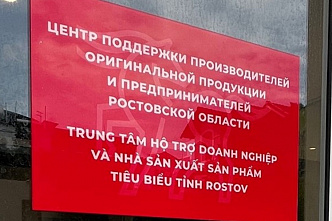 ЦЕНТР ПОДДЕРЖКИ ПРОИЗВОДИТЕЛЕЙ
ОРИГИНАЛЬНОЙ ПРОДУКЦИИ
И ПРЕДПРИНИМАТЕЛЕЙ
РОСТОВСКОЙ ОБЛАСТИ
TRUNG TÂM HỖ TRỢ DOANH NGHIỆP
VÀ NHÀ SẢN XUẤT SẢN PHẨM
TIÊU BIỂU TỈNH ROSTOV